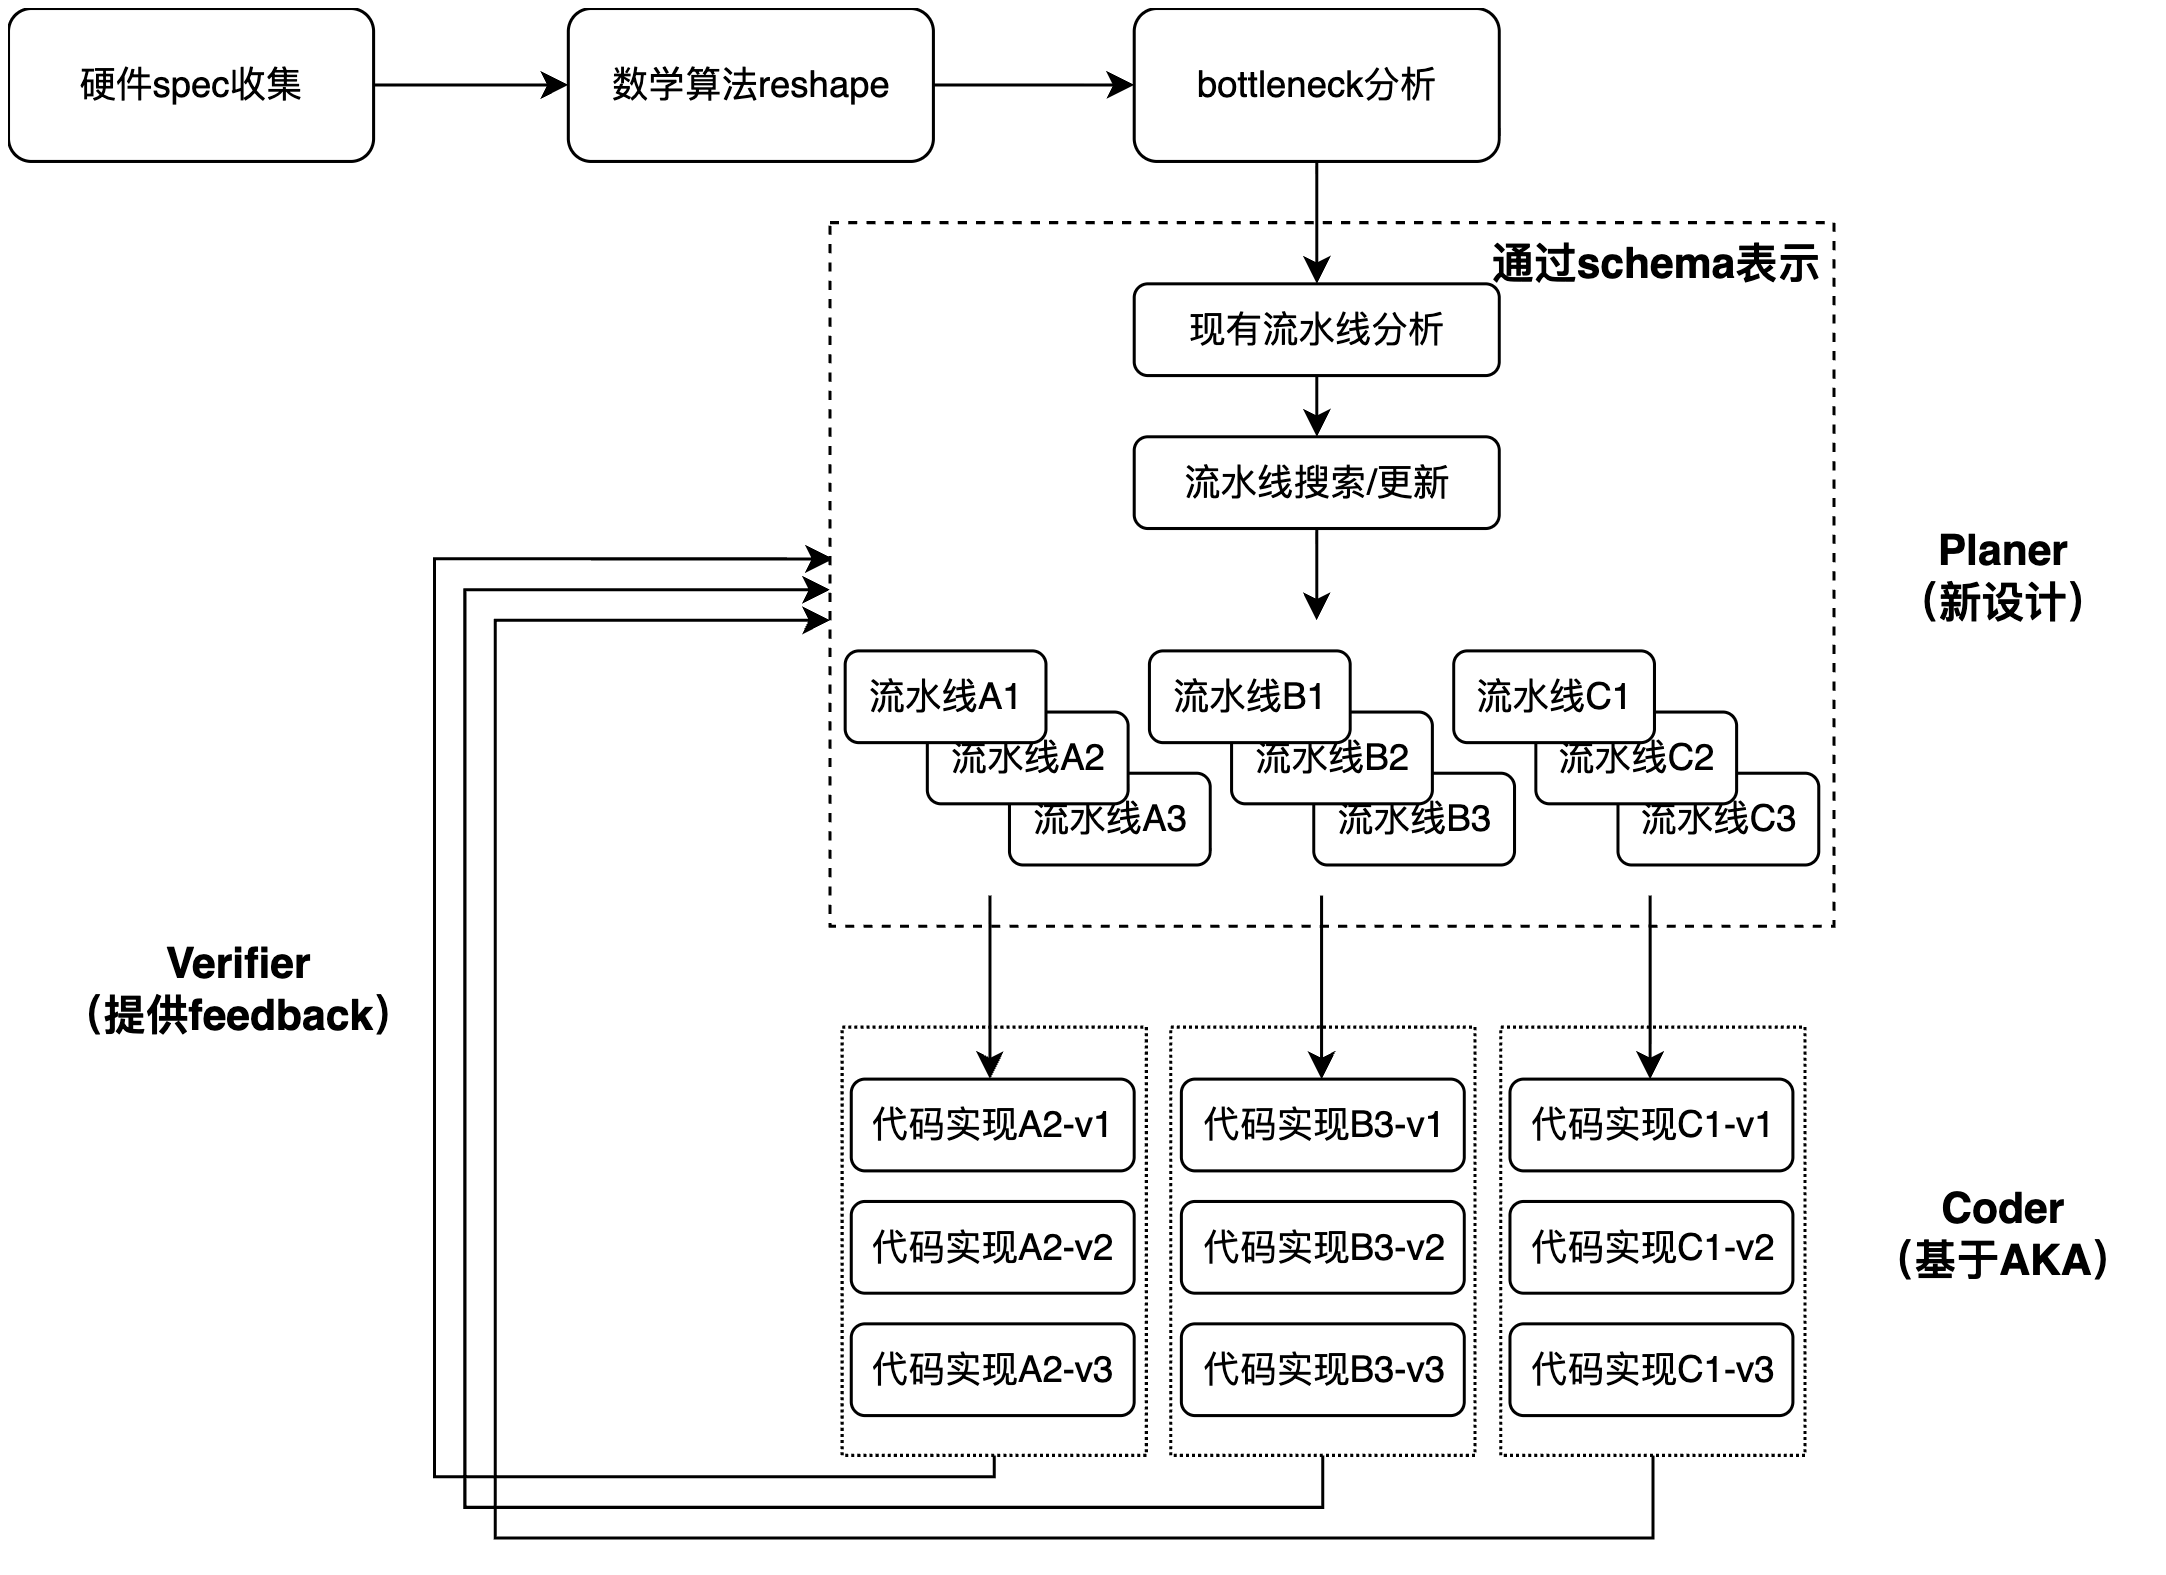 硬件spec收集
数学算法reshape
bottleneck分析
通过schema表示
现有流水线分析
流水线搜索/更新
Planer
（新设计）
流水线A1
流水线B1
流水线C1
流水线A2
流水线B2
流水线C2
流水线A3
流水线B3
流水线C3
Verifier
（提供feedback）
代码实现A2-v1
代码实现B3-v1
代码实现C1-v1
代码实现A2-v2
代码实现B3-v2
代码实现C1-v2
Coder
（基于AKA）
代码实现A2-v3
代码实现B3-v3
代码实现C1-v3